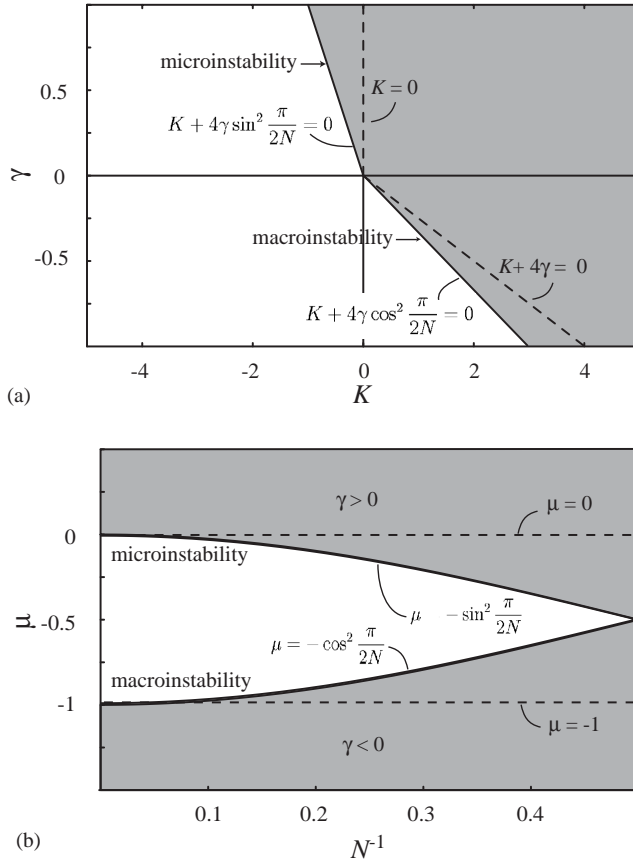 microinstability
K = 0
0.5
K + 4γ sin² π/2N = 0
γ
0
macroinstability
-0.5
K + 4γ = 0
K + 4γ cos² π/2N = 0
-4
-2
0
2
4
(a)
K
γ > 0
μ = 0
0
microinstability
μ
-0.5
μ - sin² π/2N
μ = - cos² π/2N
macroinstability
-1
μ = -1
γ < 0
0.1
0.2
0.3
0.4
(b)
N⁻¹